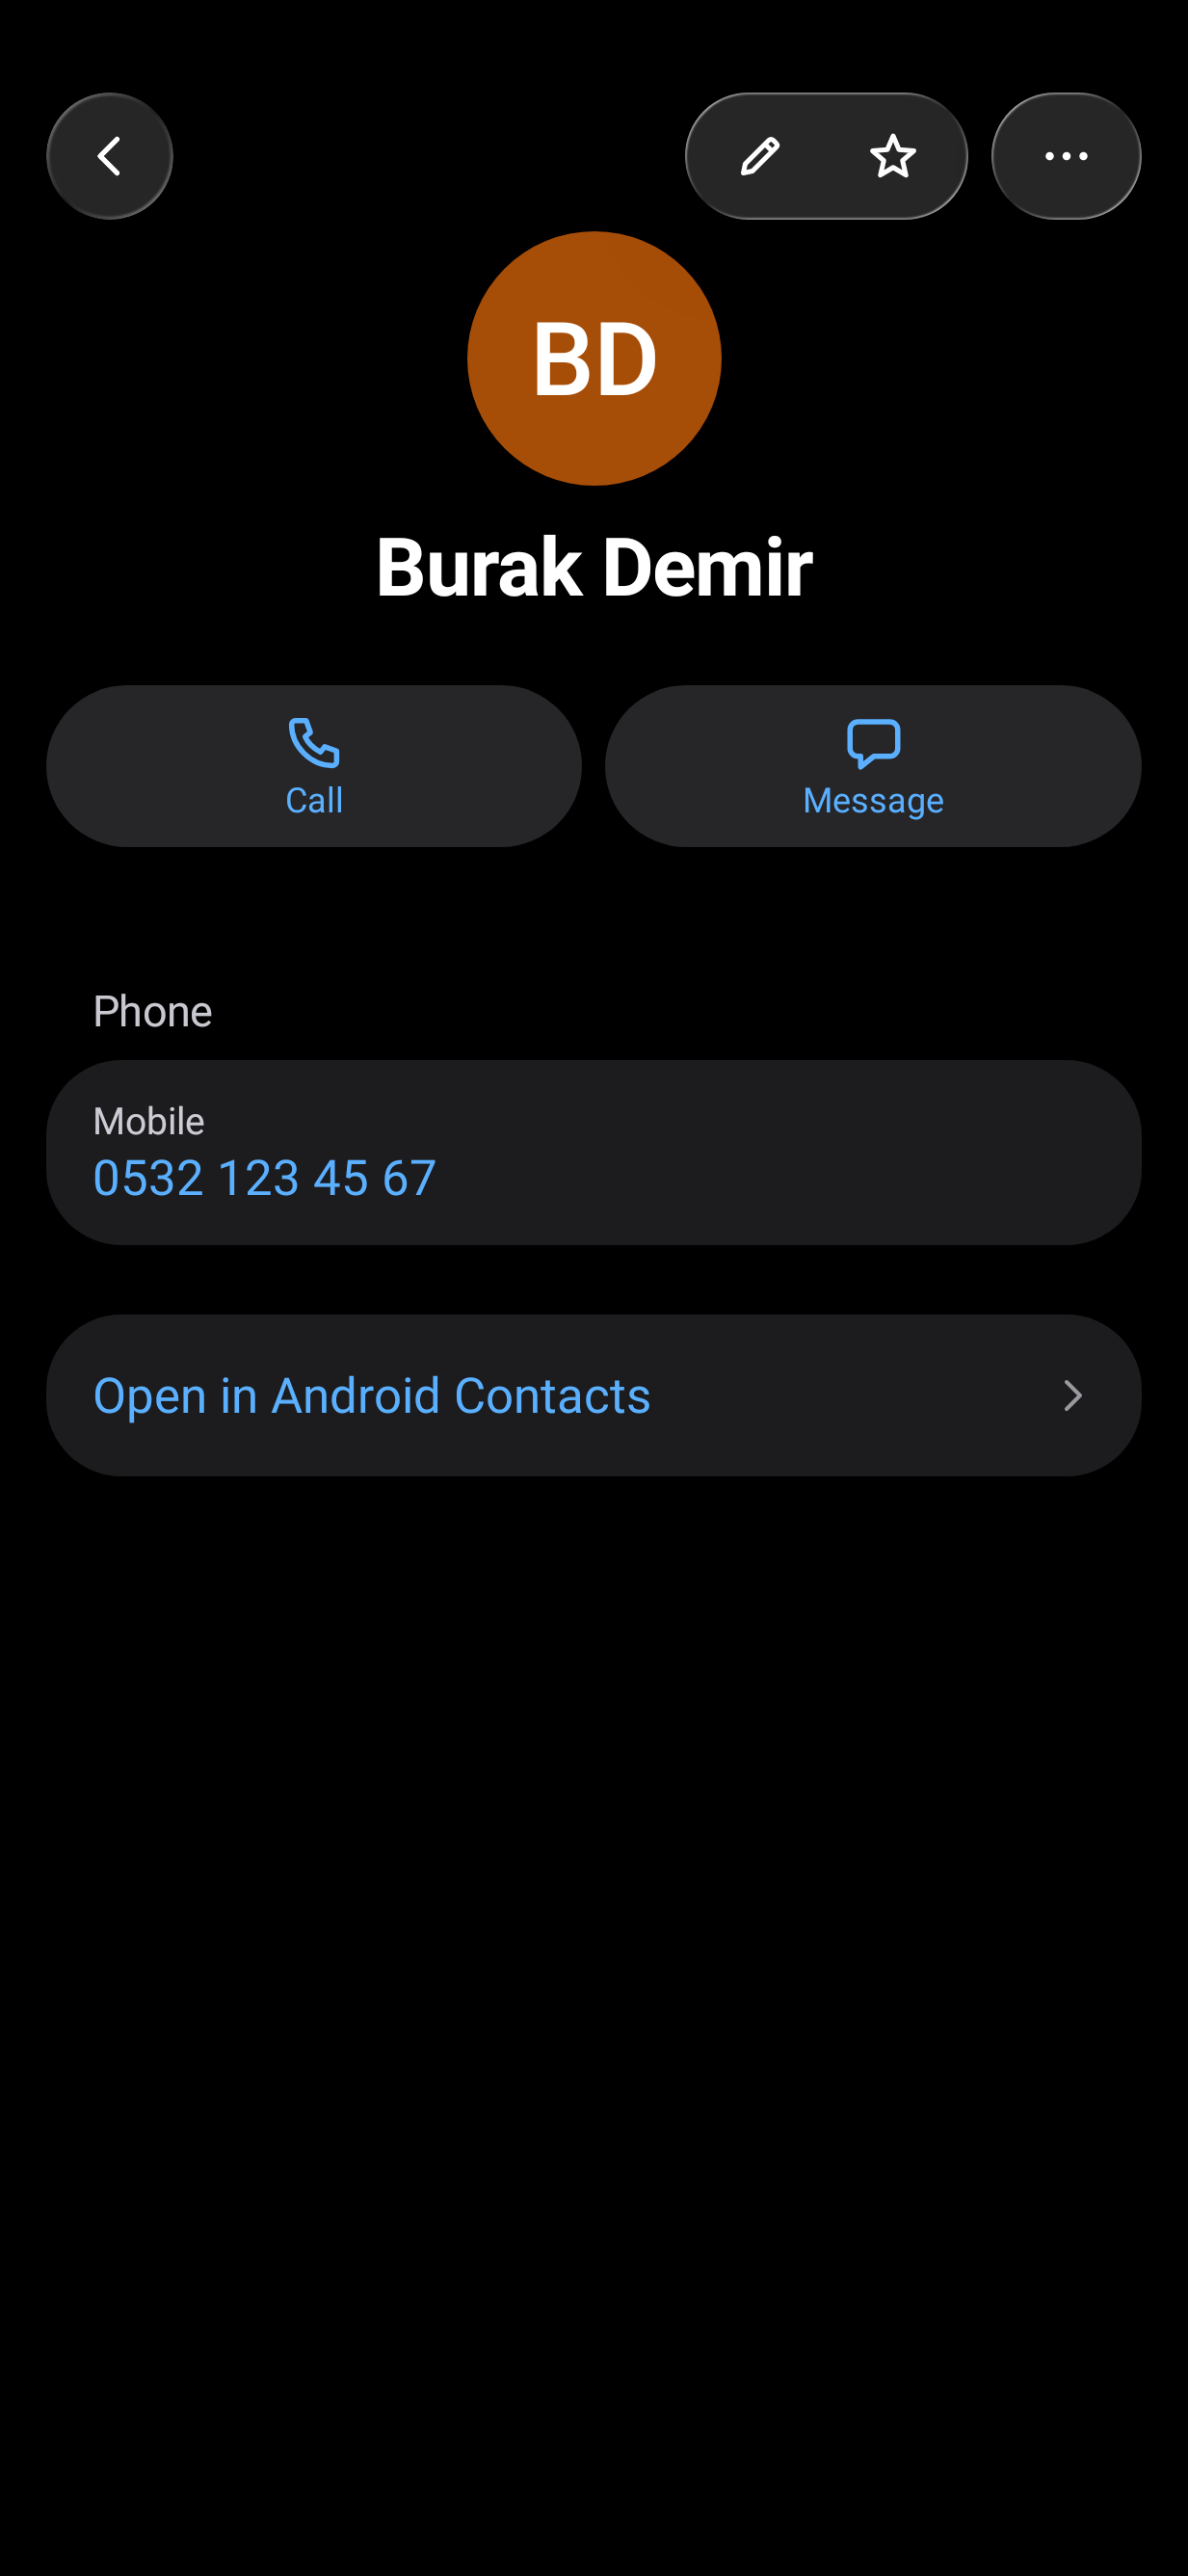 BD
Burak Demir
Call
Message
Phone
Mobile
0532 123 45 67
Open in Android Contacts